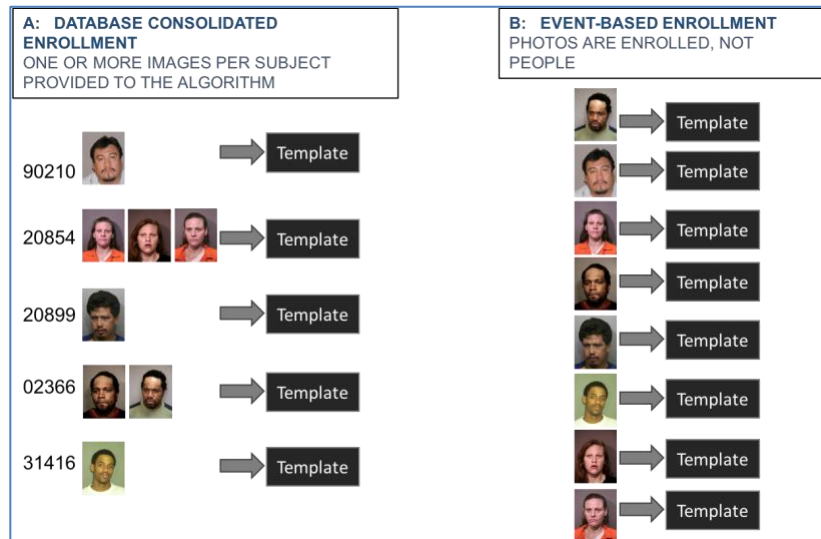 A: DATABASE CONSOLIDATED
ENROLLMENT
ONE OR MORE IMAGES PER SUBJECT
PROVIDED TO THE ALGORITHM
90210
Template
20854
Template
20899
Template
02366
Template
31416
Template
B: EVENT-BASED ENROLLMENT
PHOTOS ARE ENROLLED, NOT
PEOPLE
Template
Template
Template
Template
Template
Template
Template
Template